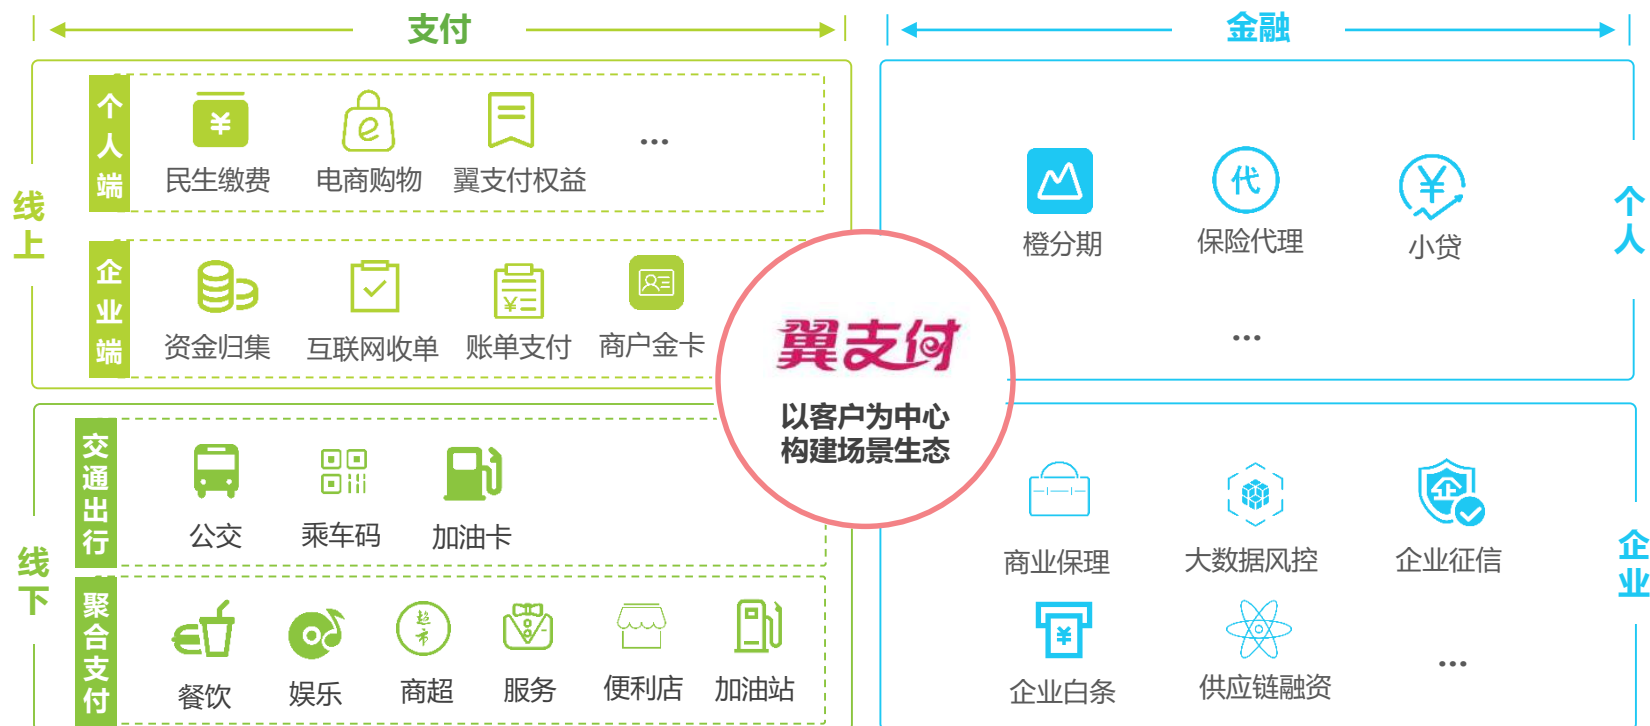 支付
金融
线上
个人端
¥
e
民生缴费
电商购物
翼支付权益
...
企业端
¥
资金归集
互联网收单
账单支付
商户金卡
翼支付
以客户为中心
构建场景生态
代
¥
橙分期
保险代理
小贷
...
个人
线下
交通出行
公交
乘车码
加油卡
聚合支付
超市
餐饮
娱乐
商超
服务
便利店
加油站
企
商业保理
大数据风控
企业征信
¥
企业白条
供应链融资
...
企业